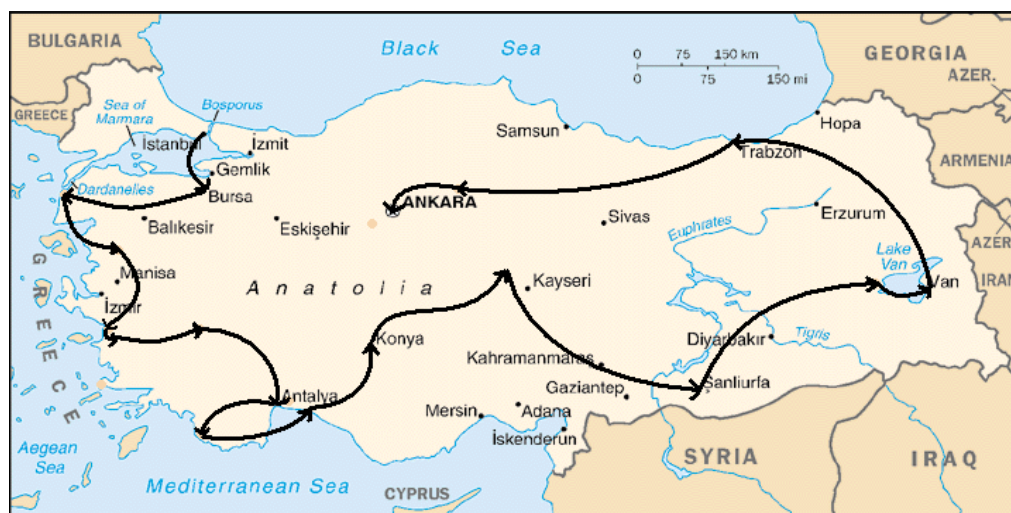 BULGARIA
Black Sea
0 75 150 km
0 75 150 mi
GEORGIA
AZER.
GREECE
Sea of
Marmara
Bosporus
İstanbul
İzmit
Samsun
Hopa
Trabzon
ARMENIA
Gemlik
Dardanelles
Bursa
ANKARA
Balıkesir
Eskişehir
Sivas
Euphrates
Erzurum
AZER.
Lake
Van
Van
IRAN
GREECE
Manisa
Anatolia
Kayseri
İzmir
Konya
Diyarbakır
Tigris
Kahramanmaras
Gaziantep
Şanliurfa
Antalya
Mersin
Adana
İskenderun
Aegean
Sea
SYRIA
IRAQ
Mediterranean Sea
CYPRUS